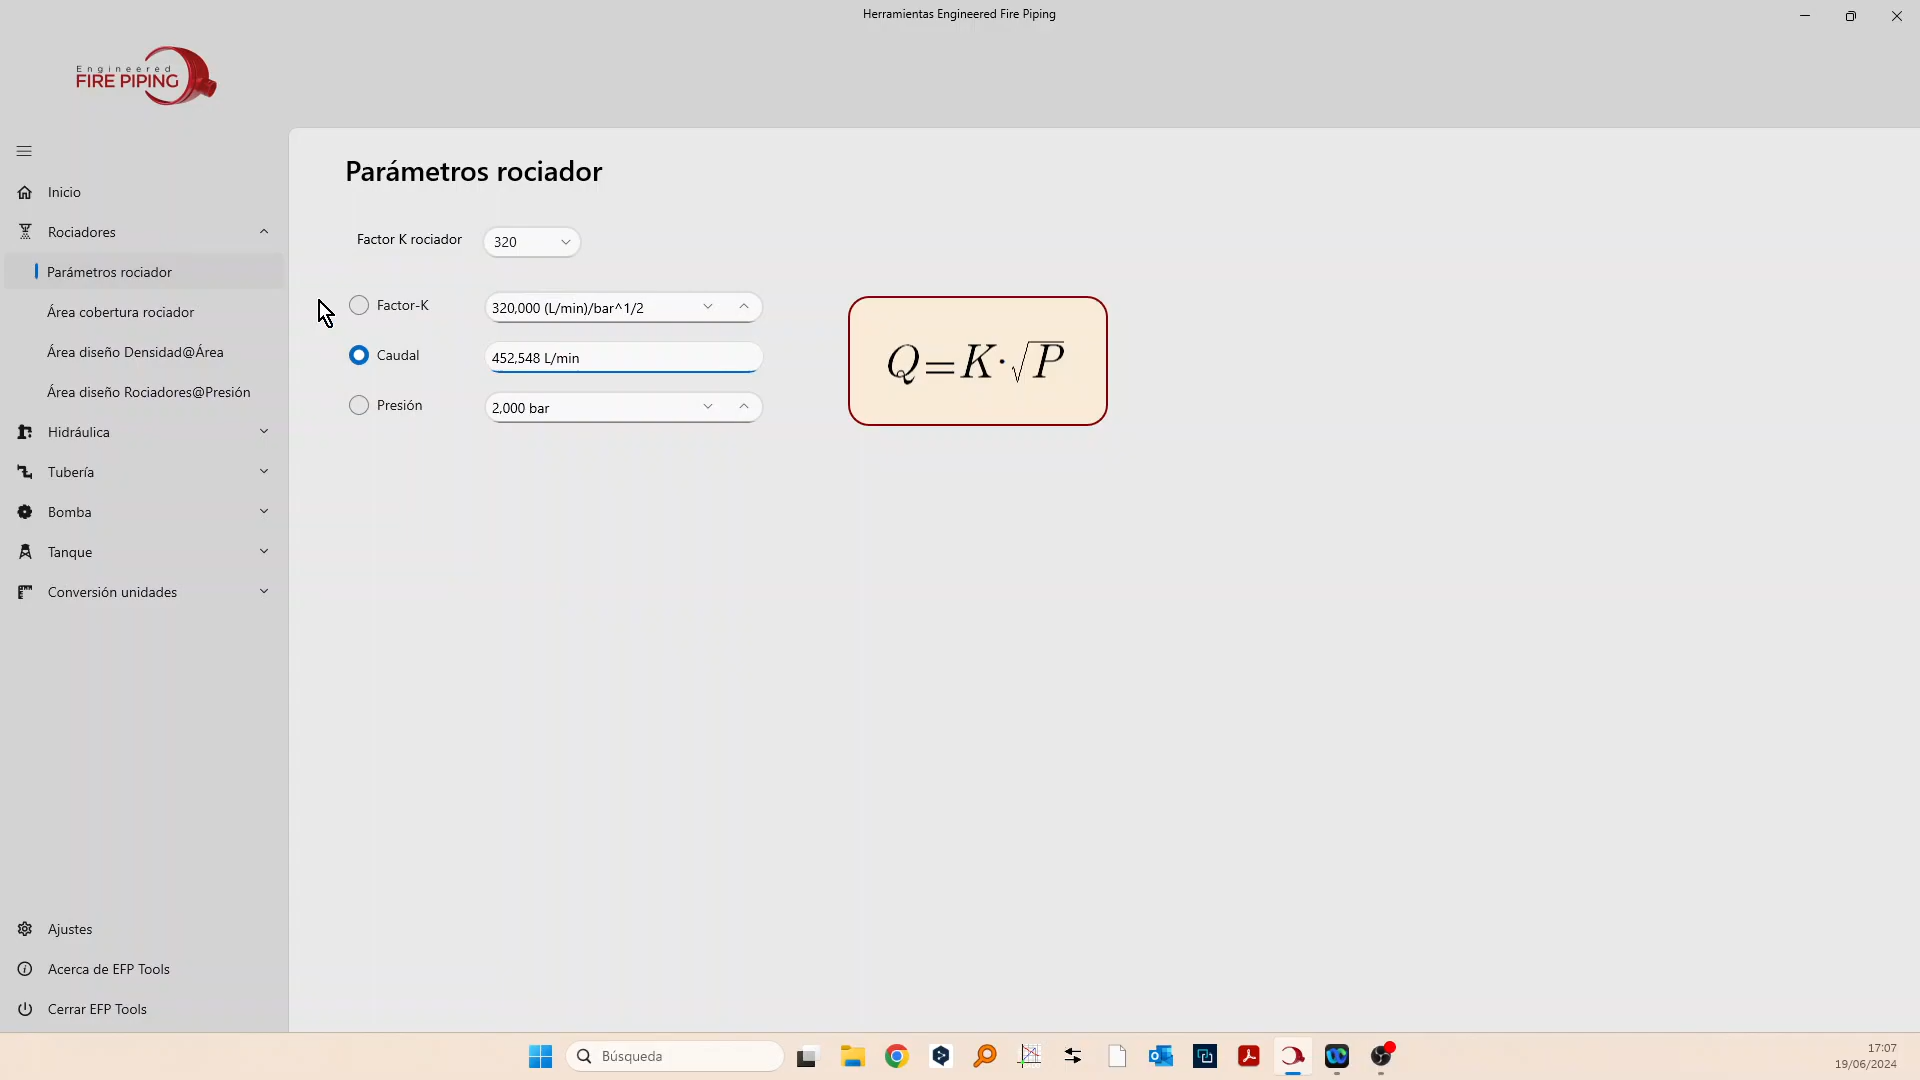 Herramientas Engineered Fire Piping
Engineered
FIRE PIPING
Inicio
Rociadores
Parámetros rociador
Área cobertura rociador
Área diseño Densidad@Área
Área diseño Rociadores@Presión
Hidráulica
Tubería
Bomba
Tanque
Conversión unidades
Ajustes
Acerca de EFP Tools
Cerrar EFP Tools
Parámetros rociador
Factor K rociador 320
Factor-K 320,000 (L/min)/bar^1/2
Caudal 452,548 L/min
Presión 2,000 bar
Q=K·√P
Búsqueda
17:07
19/06/2024